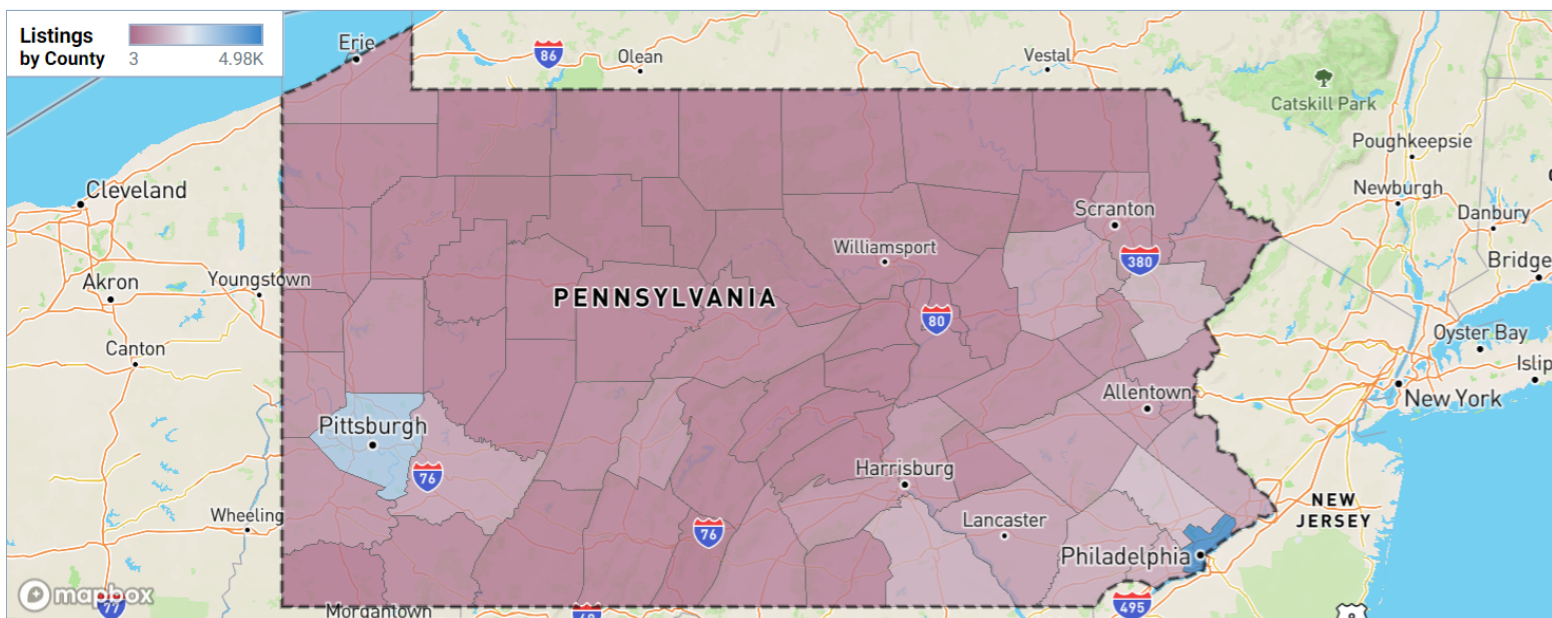 Listings
by County
3
4.98K
Erie
86
Olean
Vestal
Catskill Park
Poughkeepsie
Cleveland
Newburgh
Scranton
Danbury
Williamsport
380
Bridge
Akron
Youngstown
PENNSYLVANIA
80
Oyster Bay
Canton
Islip
Allentown
New York
Pittsburgh
76
Harrisburg
NEW
JERSEY
Wheeling
76
Lancaster
Philadelphia
mapbox
77
Morgantown
68
495